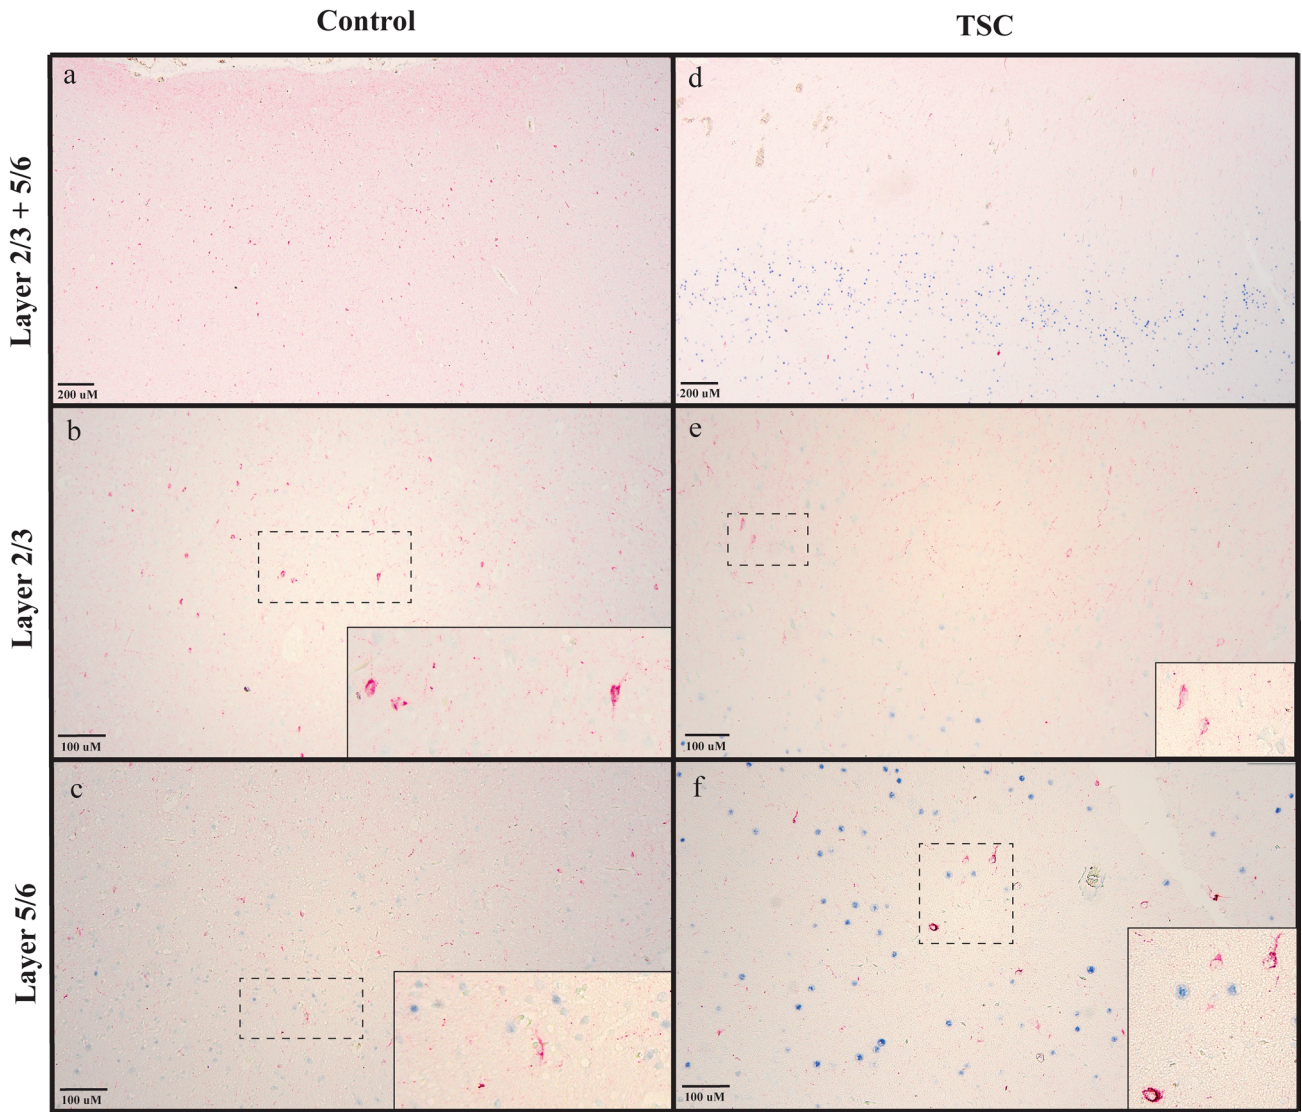 Control
TSC
Layer 2/3 + 5/6
a
200 uM
d
200 uM
Layer 2/3
b
100 uM
e
100 uM
Layer 5/6
c
100 uM
f
100 uM